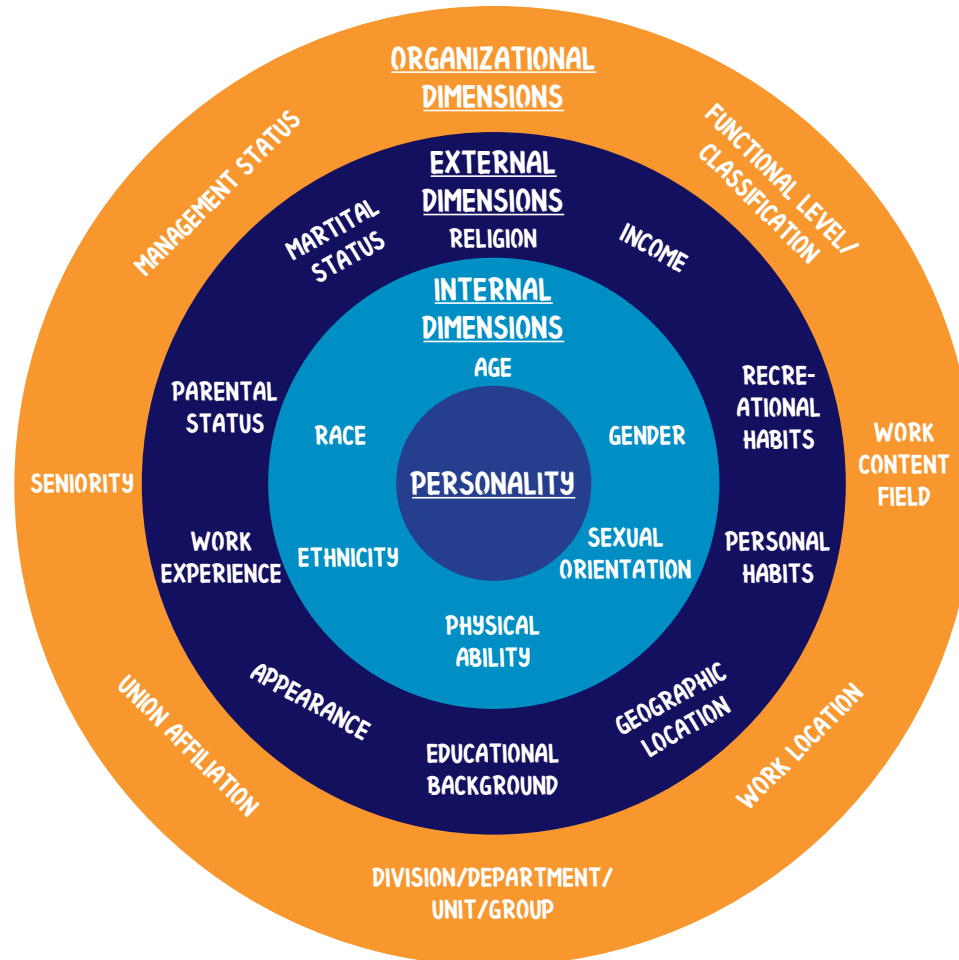 ORGANIZATIONAL
DIMENSIONS
FUNCTIONAL LEVEL/
CLASSIFICATION
WORK
CONTENT
FIELD
WORK LOCATION
DIVISION/DEPARTMENT/
UNIT/GROUP
UNION AFFILIATION
SENIORITY
MANAGEMENT STATUS
EXTERNAL
DIMENSIONS
RELIGION
INCOME
RECRE-
ATIONAL
HABITS
PERSONAL
HABITS
GEOGRAPHIC
LOCATION
EDUCATIONAL
BACKGROUND
APPEARANCE
WORK
EXPERIENCE
PARENTAL
STATUS
MARTITAL
STATUS
INTERNAL
DIMENSIONS
AGE
GENDER
SEXUAL
ORIENTATION
PHYSICAL
ABILITY
ETHNICITY
RACE
PERSONALITY